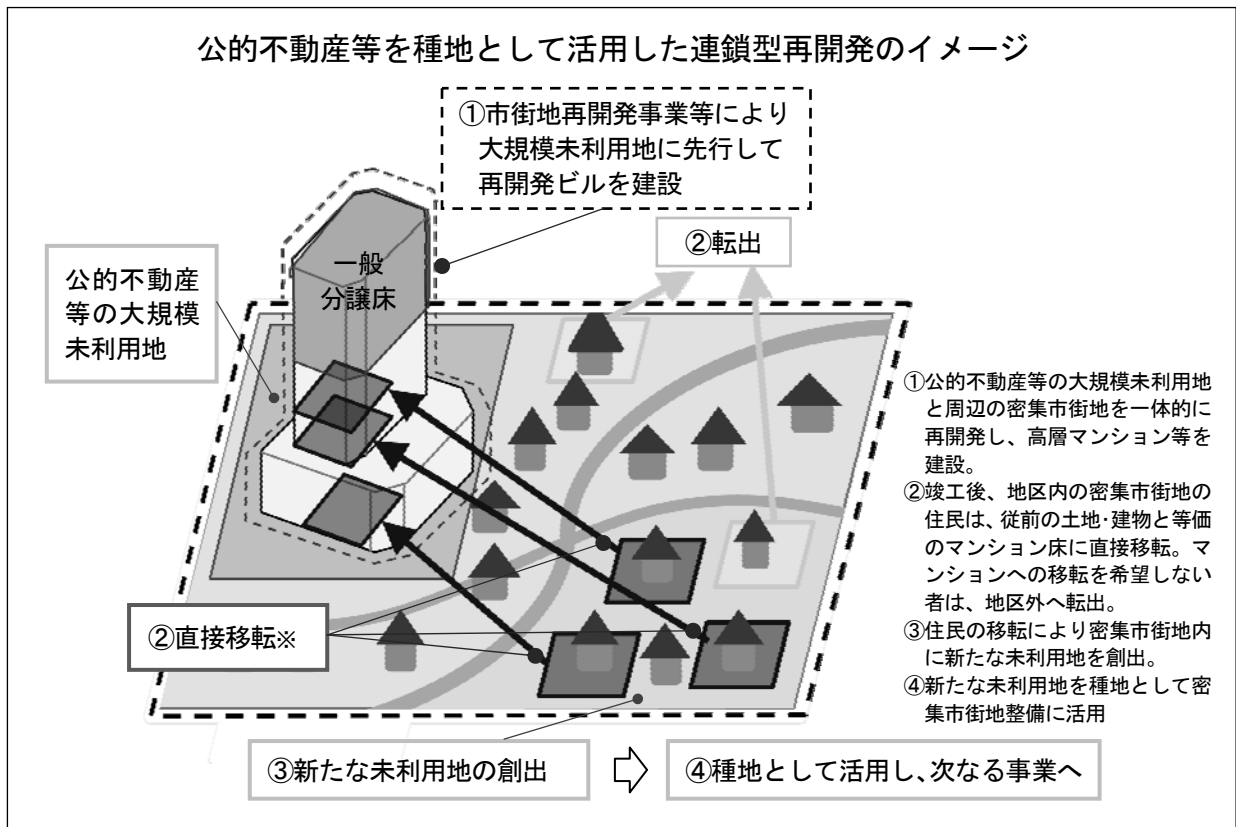 公的不動産等を種地として活用した連鎖型再開発のイメージ
①市街地再開発事業等により
大規模未利用地に先行して
再開発ビルを建設
②転出
公的不動産
等の大規模
未利用地
一般
分譲床
①公的不動産等の大規模未利用地
と周辺の密集市街地を一体的に
再開発し、高層マンション等を
建設。
②竣工後、地区内の密集市街地の
住民は、従前の土地・建物と等価
のマンション床に直接移転。マ
ンションへの移転を希望しない
者は、地区外へ転出。
③住民の移転により密集市街地内
に新たな未利用地を創出。
④新たな未利用地を種地として密
集市街地整備に活用
②直接移転※
③新たな未利用地の創出
④種地として活用し、次なる事業へ